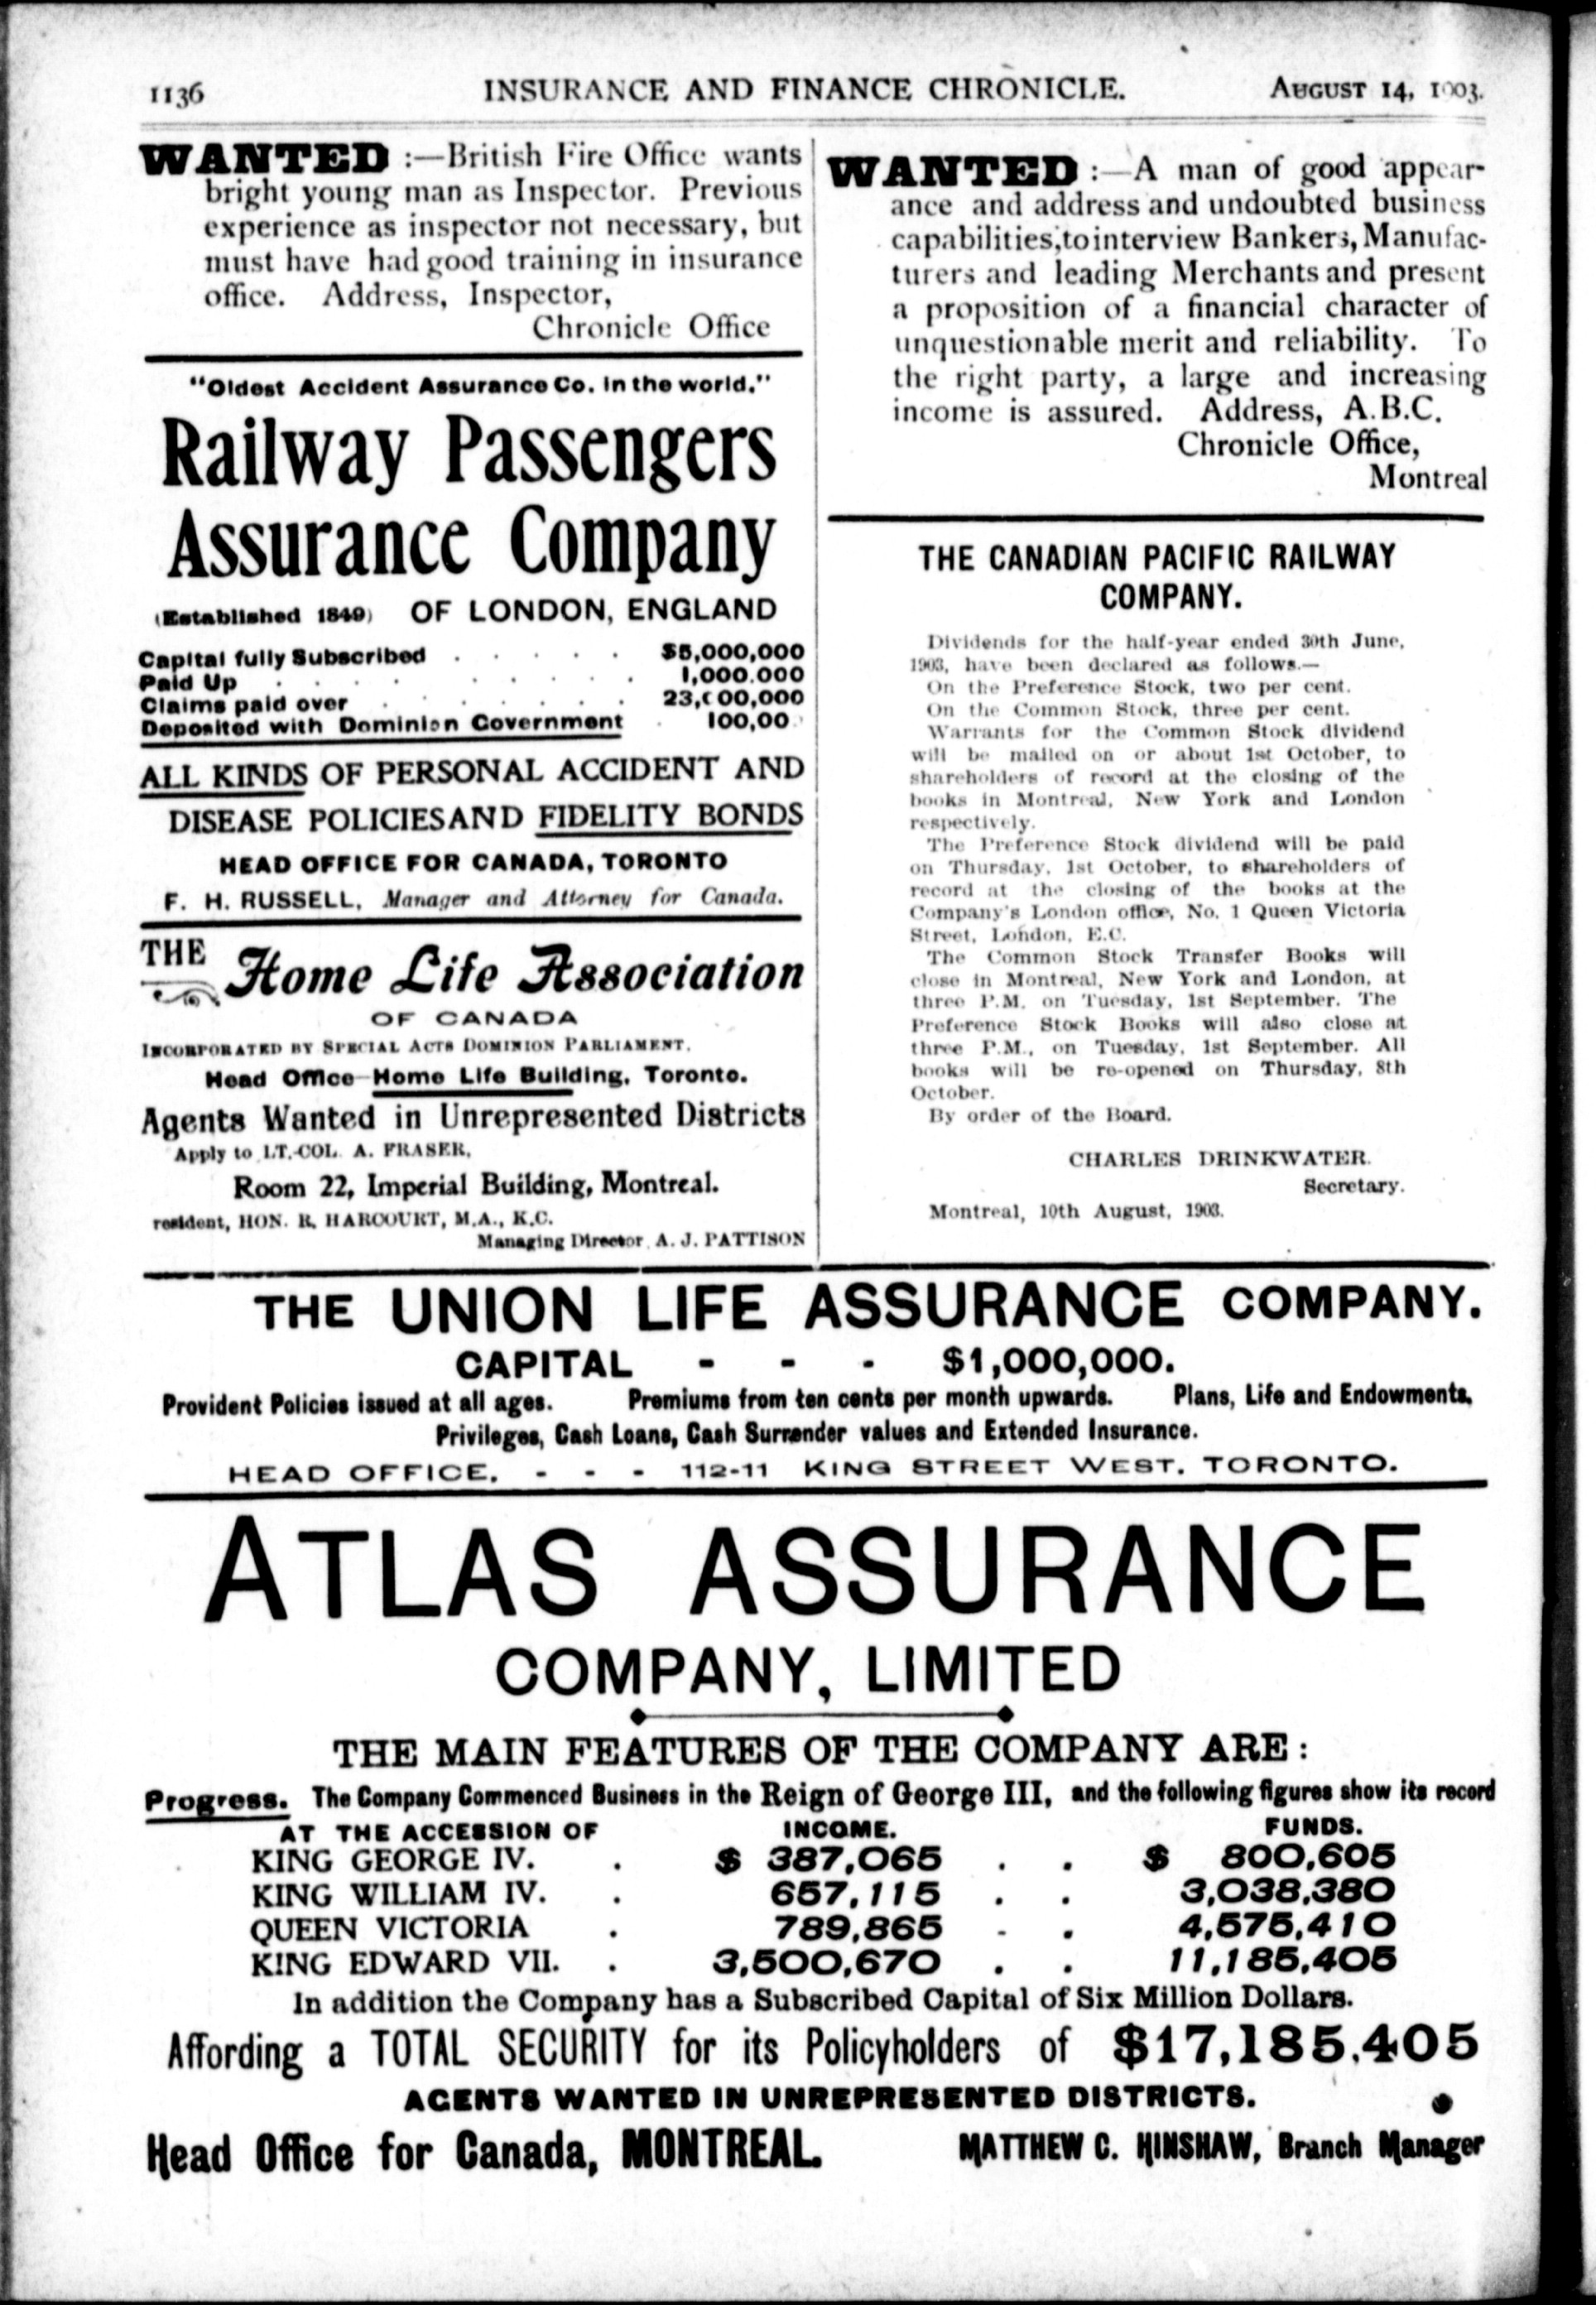 1136 INSURANCE AND FINANCE CHRONICLE. AUGUST 14, 1903.
WANTED :—British Fire Office wants
bright young man as Inspector. Previous
experience as inspector not necessary, but
must have had good training in insurance
office. Address, Inspector,
Chronicle Office
"Oldest Accident Assurance Co. in the world."
Railway Passengers
Assurance Company
(Established 1849) OF LONDON, ENGLAND
Capital fully Subscribed . . . . . $5,000,000
Paid Up . . . . . . . . 1,000.000
Claims paid over . . . . . . 23,000,000
Deposited with Dominion Government . 100,00
ALL KINDS OF PERSONAL ACCIDENT AND
DISEASE POLICIES AND FIDELITY BONDS
HEAD OFFICE FOR CANADA, TORONTO
F. H. RUSSELL, Manager and Attorney for Canada.
THE Home Life Association
OF CANADA
INCORPORATED BY SPECIAL ACTS DOMINION PARLIAMENT.
Head Office—Home Life Building, Toronto.
Agents Wanted in Unrepresented Districts
Apply to LT.-COL. A. FRASER,
Room 22, Imperial Building, Montreal.
resident, HON. R. HARCOURT, M.A., K.C.
Managing Director, A. J. PATTISON
WANTED :—A man of good appear-
ance and address and undoubted business
capabilities, to interview Bankers, Manufac-
turers and leading Merchants and present
a proposition of a financial character of
unquestionable merit and reliability. To
the right party, a large and increasing
income is assured. Address, A.B.C.
Chronicle Office,
Montreal
THE CANADIAN PACIFIC RAILWAY
COMPANY.
Dividends for the half-year ended 30th June,
1903, have been declared as follows.—
On the Preference Stock, two per cent.
On the Common Stock, three per cent.
Warrants for the Common Stock dividend
will be mailed on or about 1st October, to
shareholders of record at the closing of the
books in Montreal, New York and London
respectively.
The Preference Stock dividend will be paid
on Thursday, 1st October, to shareholders of
record at the closing of the books at the
Company's London office, No. 1 Queen Victoria
Street, London, E.C.
The Common Stock Transfer Books will
close in Montreal, New York and London, at
three P.M. on Tuesday, 1st September. The
Preference Stock Books will also close at
three P.M., on Tuesday, 1st September. All
books will be re-opened on Thursday, 8th
October.
By order of the Board.
CHARLES DRINKWATER.
Secretary.
Montreal, 10th August, 1903.
THE UNION LIFE ASSURANCE COMPANY.
CAPITAL - - - $1,000,000.
Provident Policies issued at all ages. Premiums from ten cents per month upwards. Plans, Life and Endowments,
Privileges, Cash Loans, Cash Surrender values and Extended Insurance.
HEAD OFFICE, - - - 112-11 KING STREET WEST, TORONTO.
ATLAS ASSURANCE
COMPANY, LIMITED
THE MAIN FEATURES OF THE COMPANY ARE:
Progress. The Company Commenced Business in the Reign of George III, and the following figures show its record
AT THE ACCESSION OF INCOME. FUNDS.
KING GEORGE IV. . $ 387,065 . . $ 800,605
KING WILLIAM IV. . 657,115 . . 3,038,380
QUEEN VICTORIA . 789,865 - . 4,575,410
KING EDWARD VII. . 3,500,670 . . 11,185,405
In addition the Company has a Subscribed Capital of Six Million Dollars.
Affording a TOTAL SECURITY for its Policyholders of $17,185,405
AGENTS WANTED IN UNREPRESENTED DISTRICTS.
Head Office for Canada, MONTREAL. MATTHEW C. HINSHAW, Branch Manager